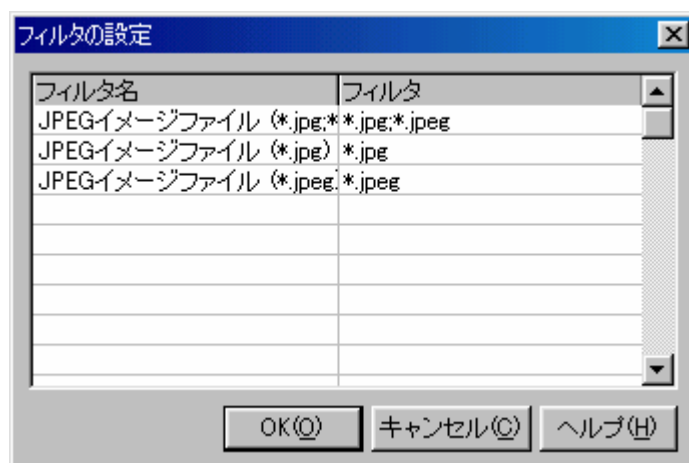 フィルタの設定
フィルタ名 フィルタ
JPEGイメージファイル (*.jpg;* *.jpg;*.jpeg
JPEGイメージファイル (*.jpg) *.jpg
JPEGイメージファイル (*.jpeg) *.jpeg
OK(O) キャンセル(C) ヘルプ(H)